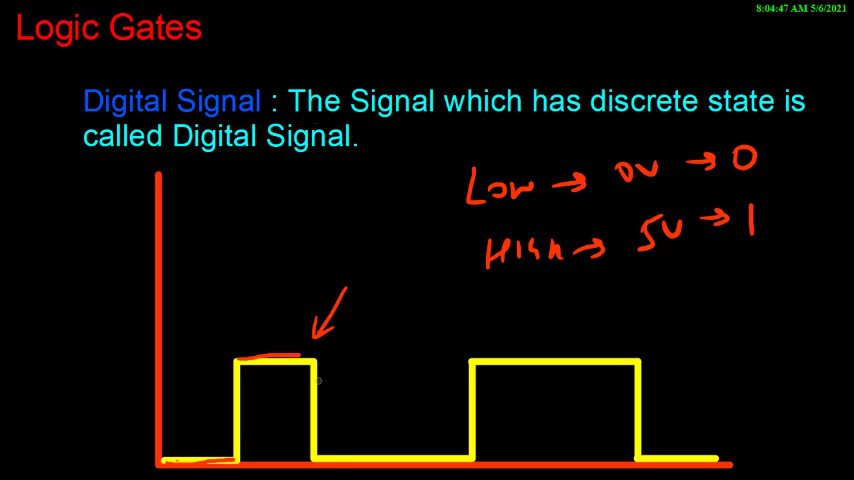 8:04:47 AM 5/6/2021
Logic Gates
Digital Signal : The Signal which has discrete state is
called Digital Signal.
Low → 0V → 0
HIGH → 5V → 1